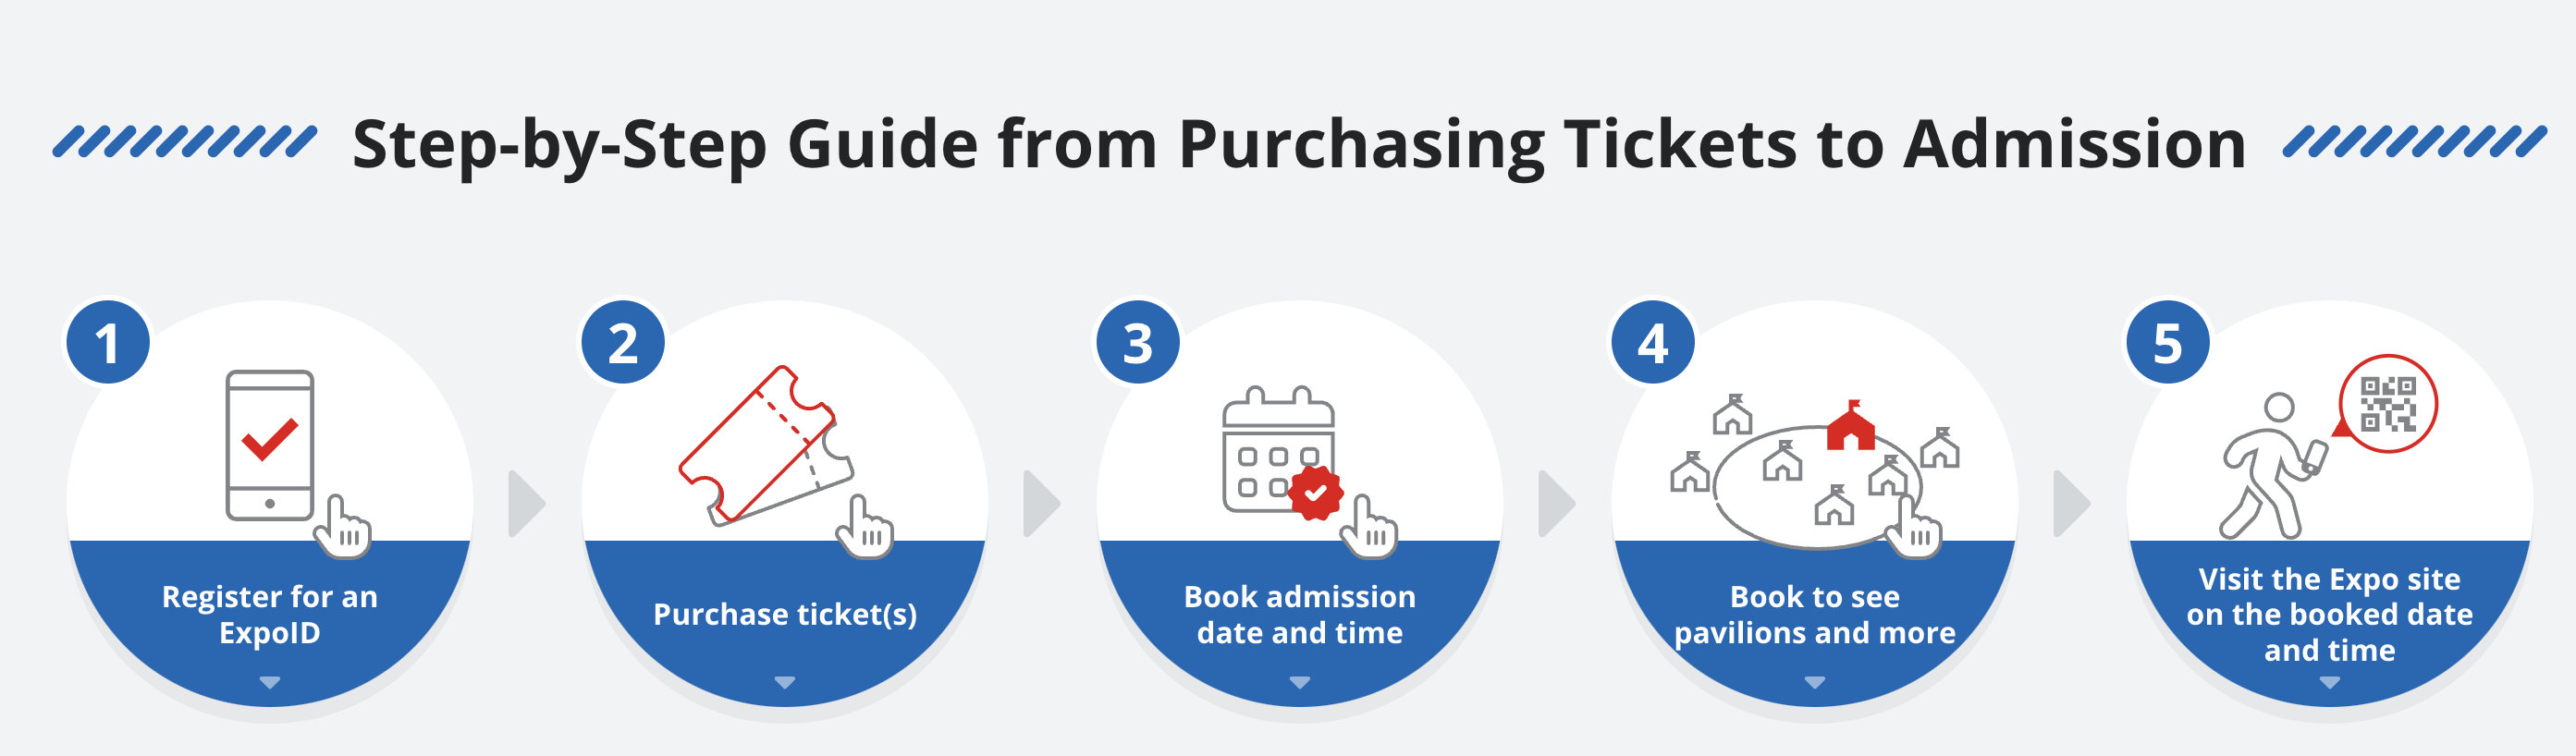 Step-by-Step Guide from Purchasing Tickets to Admission
1
Register for an
ExpoID
2
Purchase ticket(s)
3
Book admission
date and time
4
Book to see
pavilions and more
5
Visit the Expo site
on the booked date
and time